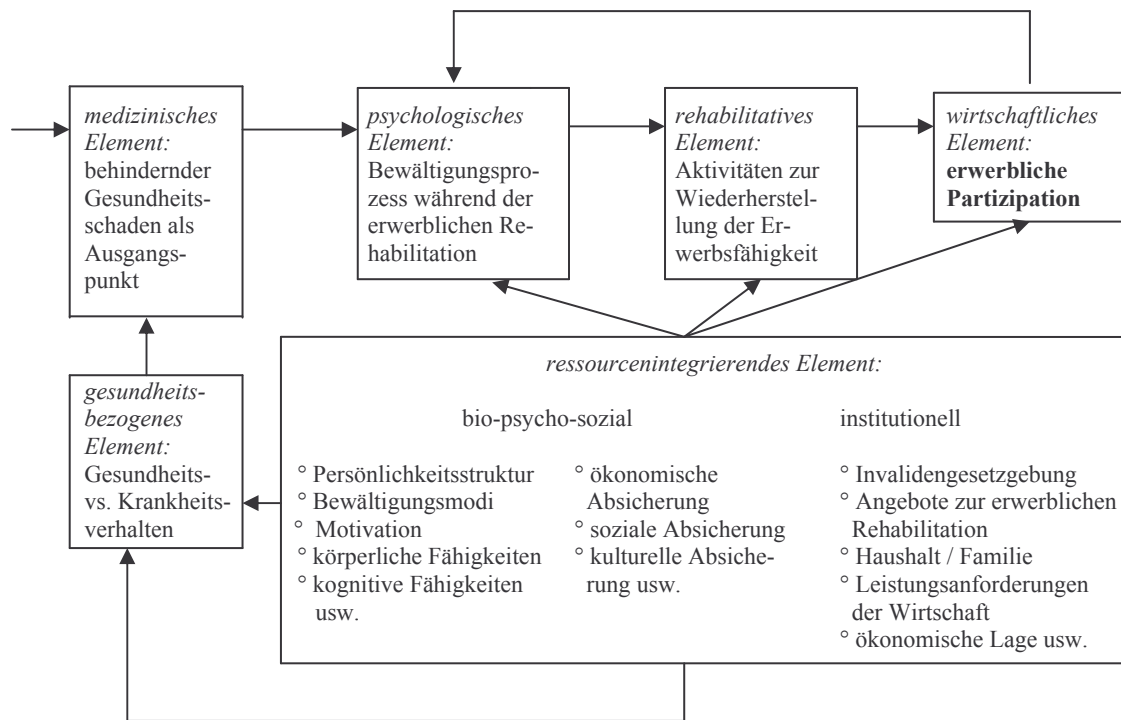 medizinisches
Element:
behindernder
Gesundheits-
schaden als
Ausgangs-
punkt
psychologisches
Element:
Bewältigungspro-
zess während der
erwerblichen Re-
habilitation
rehabilitatives
Element:
Aktivitäten zur
Wiederherstel-
lung der Er-
werbsfähigkeit
wirtschaftliches
Element:
erwerbliche
Partizipation
gesundheits-
bezogenes
Element:
Gesundheits-
vs. Krankheits-
verhalten
ressourcenintegrierendes Element:
bio-psycho-sozial
° Persönlichkeitsstruktur
° Bewältigungsmodi
° Motivation
° körperliche Fähigkeiten
° kognitive Fähigkeiten
usw.
° ökonomische
Absicherung
° soziale Absicherung
° kulturelle Absiche-
rung usw.
institutionell
° Invalidengesetzgebung
° Angebote zur erwerblichen
Rehabilitation
° Haushalt / Familie
° Leistungsanforderungen
der Wirtschaft
° ökonomische Lage usw.